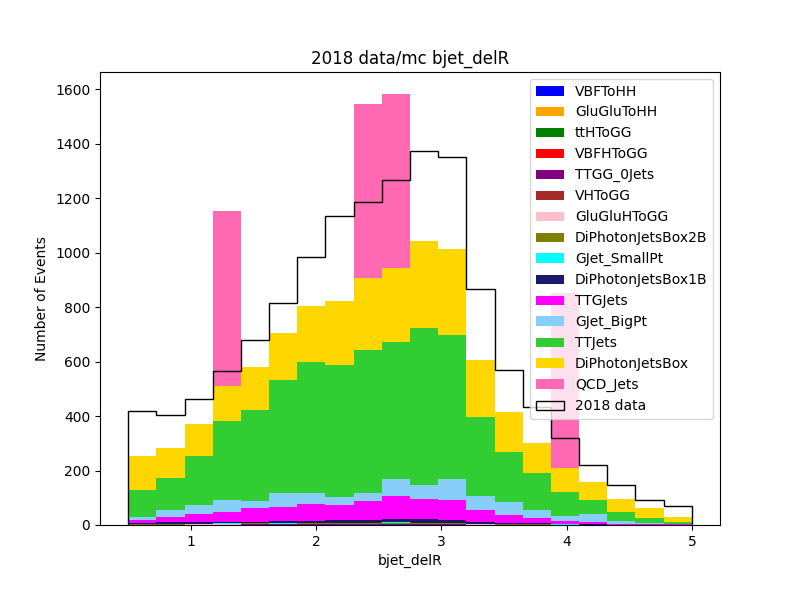 2018 data/mc bjet_delR
1600
1400
1200
1000
800
600
400
200
0
Number of Events
1
2
3
4
5
bjet_delR
VBFToHH
GluGluToHH
ttHToGG
VBFHToGG
TTGG_0Jets
VHToGG
GluGluHToGG
DiPhotonJetsBox2B
GJet_SmallPt
DiPhotonJetsBox1B
TTGJets
GJet_BigPt
TTJets
DiPhotonJetsBox
QCD_Jets
2018 data